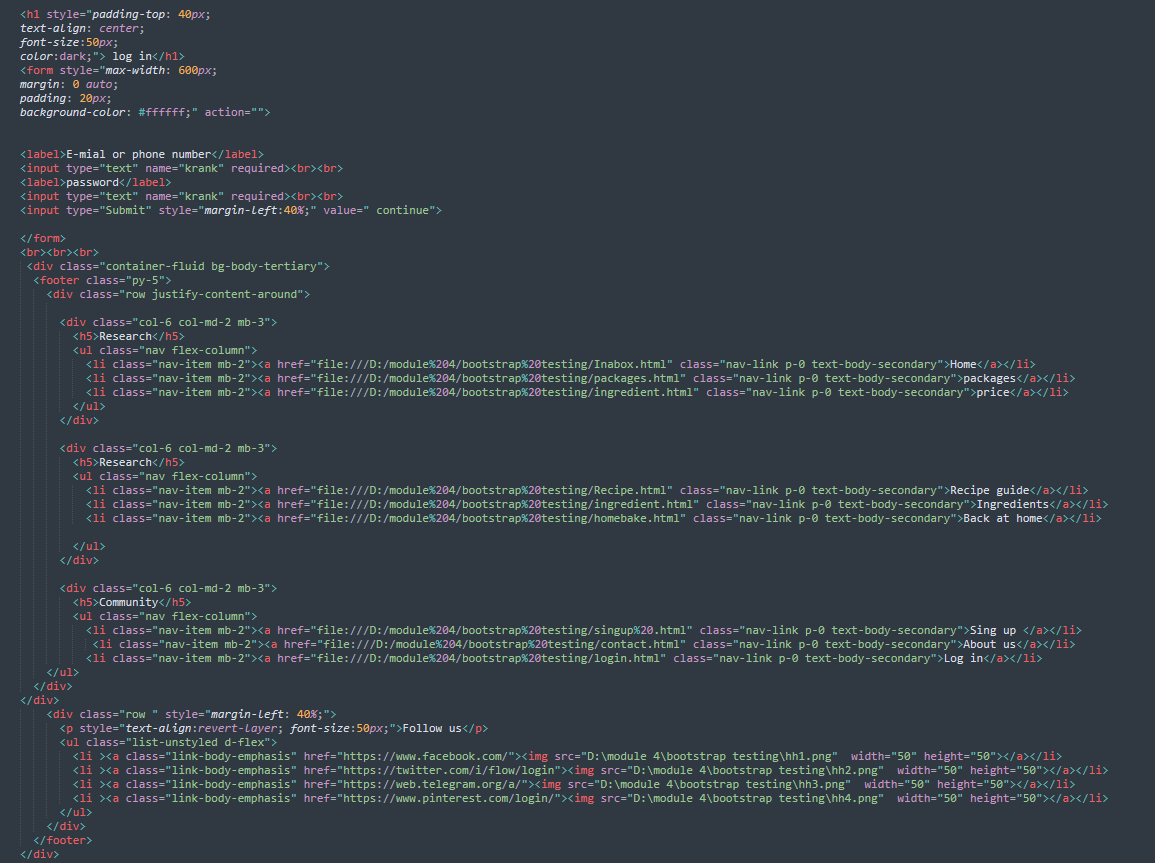 <h1 style="padding-top: 40px;
text-align: center;
font-size:50px;
color:dark;"> log in</h1>
<form style="max-width: 600px;
margin: 0 auto;
padding: 20px;
background-color: #ffffff;" action="">
<label>E-mial or phone number</label>
<input type="text" name="krank" required><br><br>
<label>password</label>
<input type="text" name="krank" required><br><br>
<input type="Submit" style="margin-left:40%;" value=" continue">
</form>
<br><br><br>
<div class="container-fluid bg-body-tertiary">
<footer class="py-5">
<div class="row justify-content-around">
<div class="col-6 col-md-2 mb-3">
<h5>Research</h5>
<ul class="nav flex-column">
<li class="nav-item mb-2"><a href="file:///D:/module%204/bootstrap%20testing/Inabox.html" class="nav-link p-0 text-body-secondary">Home</a></li>
<li class="nav-item mb-2"><a href="file:///D:/module%204/bootstrap%20testing/packages.html" class="nav-link p-0 text-body-secondary">packages</a></li>
<li class="nav-item mb-2"><a href="file:///D:/module%204/bootstrap%20testing/ingredient.html" class="nav-link p-0 text-body-secondary">price</a></li>
</ul>
</div>
<div class="col-6 col-md-2 mb-3">
<h5>Research</h5>
<ul class="nav flex-column">
<li class="nav-item mb-2"><a href="file:///D:/module%204/bootstrap%20testing/Recipe.html" class="nav-link p-0 text-body-secondary">Recipe guide</a></li>
<li class="nav-item mb-2"><a href="file:///D:/module%204/bootstrap%20testing/ingredient.html" class="nav-link p-0 text-body-secondary">Ingredients</a></li>
<li class="nav-item mb-2"><a href="file:///D:/module%204/bootstrap%20testing/homebake.html" class="nav-link p-0 text-body-secondary">Back at home</a></li>
</ul>
</div>
<div class="col-6 col-md-2 mb-3">
<h5>Community</h5>
<ul class="nav flex-column">
<li class="nav-item mb-2"><a href="file:///D:/module%204/bootstrap%20testing/singup%20.html" class="nav-link p-0 text-body-secondary">Sing up </a></li>
<li class="nav-item mb-2"><a href="file:///D:/module%204/bootstrap%20testing/contact.html" class="nav-link p-0 text-body-secondary">About us</a></li>
<li class="nav-item mb-2"><a href="file:///D:/module%204/bootstrap%20testing/login.html" class="nav-link p-0 text-body-secondary">Log in</a></li>
</ul>
</div>
</div>
<div class="row " style="margin-left: 40%;">
<p style="text-align:revert-layer; font-size:50px;">Follow us</p>
<ul class="list-unstyled d-flex">
<li ><a class="link-body-emphasis" href="https://www.facebook.com/"><img src="D:\module 4\bootstrap testing\hh1.png"  width="50" height="50"></a></li>
<li ><a class="link-body-emphasis" href="https://twitter.com/i/flow/login"><img src="D:\module 4\bootstrap testing\hh2.png"  width="50" height="50"></a></li>
<li ><a class="link-body-emphasis" href="https://web.telegram.org/a/"><img src="D:\module 4\bootstrap testing\hh3.png"  width="50" height="50"></a></li>
<li ><a class="link-body-emphasis" href="https://www.pinterest.com/login/"><img src="D:\module 4\bootstrap testing\hh4.png"  width="50" height="50"></a></li>
</ul>
</div>
</footer>
</div>